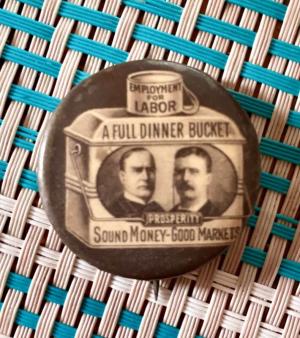 EMPLOYMENT
FOR
LABOR
A FULL DINNER BUCKET
PROSPERITY
SOUND MONEY-GOOD MARKETS